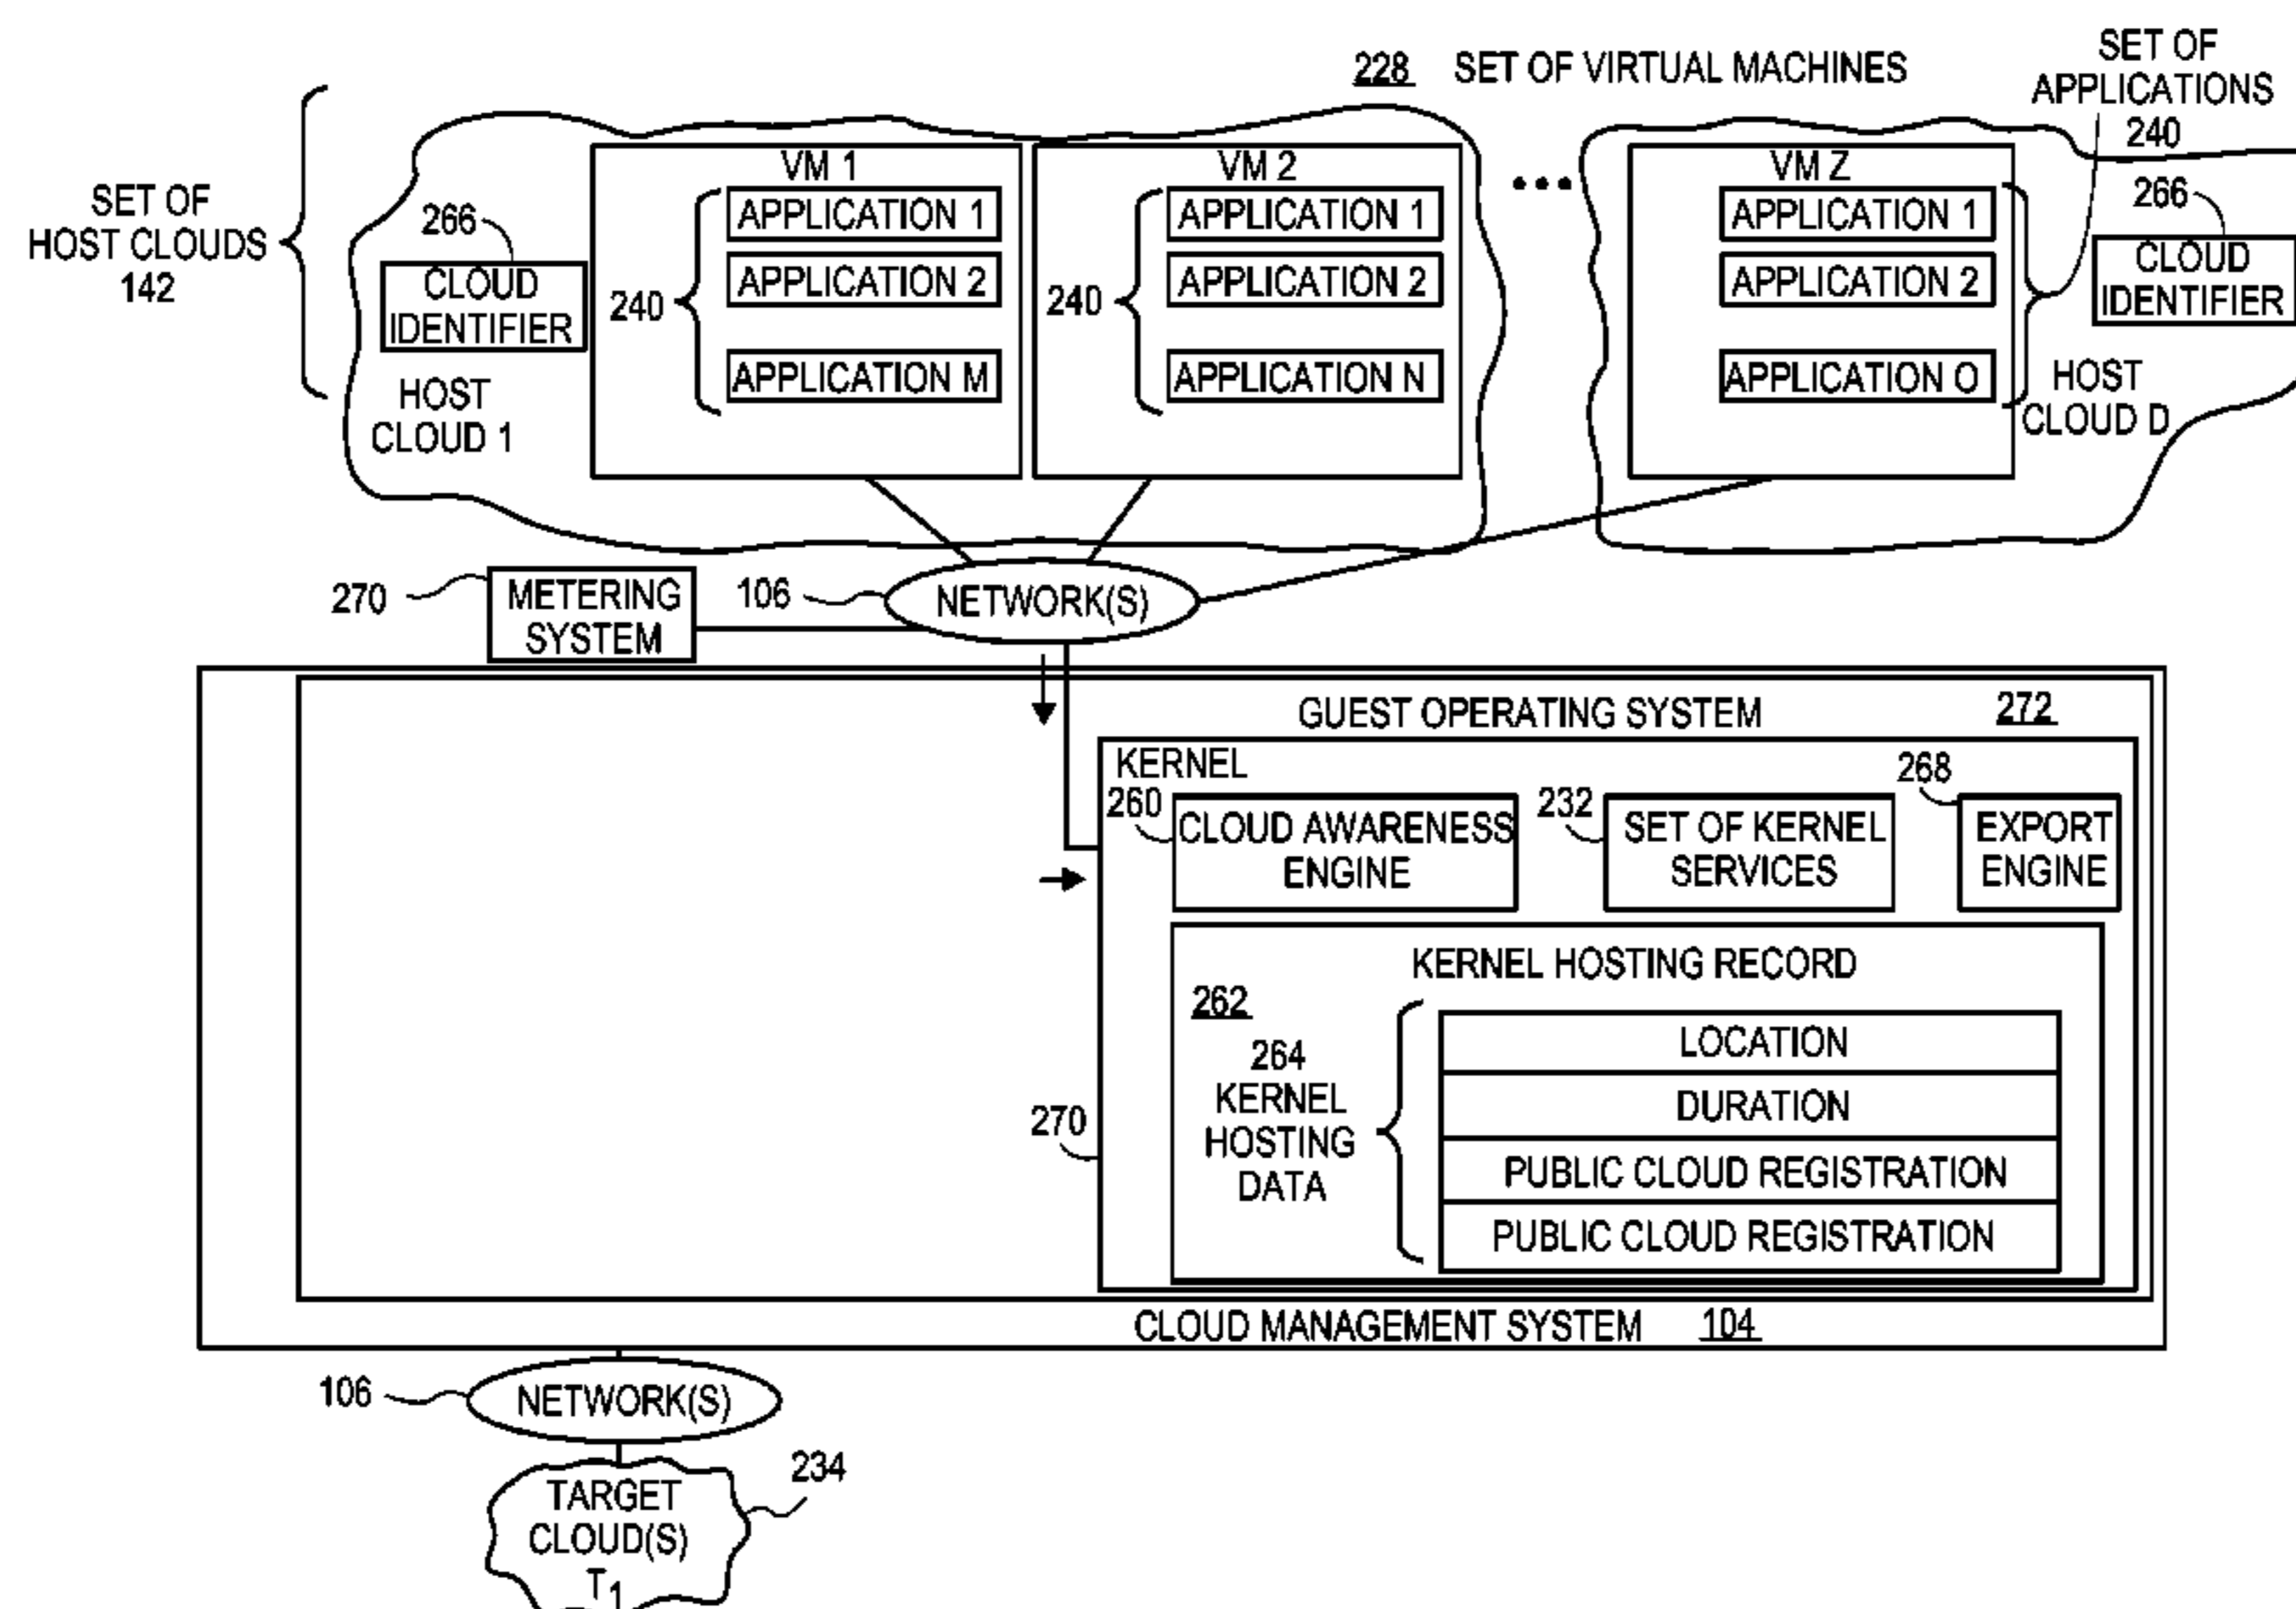 228 SET OF VIRTUAL MACHINES
SET OF
APPLICATIONS
240
SET OF
HOST CLOUDS
142
266
CLOUD
IDENTIFIER
HOST
CLOUD 1
VM 1
240
APPLICATION 1
APPLICATION 2
APPLICATION M
VM 2
240
APPLICATION 1
APPLICATION 2
APPLICATION N
•••
VM Z
APPLICATION 1
APPLICATION 2
APPLICATION O
266
CLOUD
IDENTIFIER
HOST
CLOUD D
270
METERING
SYSTEM
106
NETWORK(S)
GUEST OPERATING SYSTEM 272
KERNEL
260
CLOUD AWARENESS
ENGINE
232
SET OF KERNEL
SERVICES
268
EXPORT
ENGINE
KERNEL HOSTING RECORD
262
264
KERNEL
HOSTING
DATA
LOCATION
DURATION
PUBLIC CLOUD REGISTRATION
PUBLIC CLOUD REGISTRATION
270
CLOUD MANAGEMENT SYSTEM 104
106
NETWORK(S)
234
TARGET
CLOUD(S)
T1